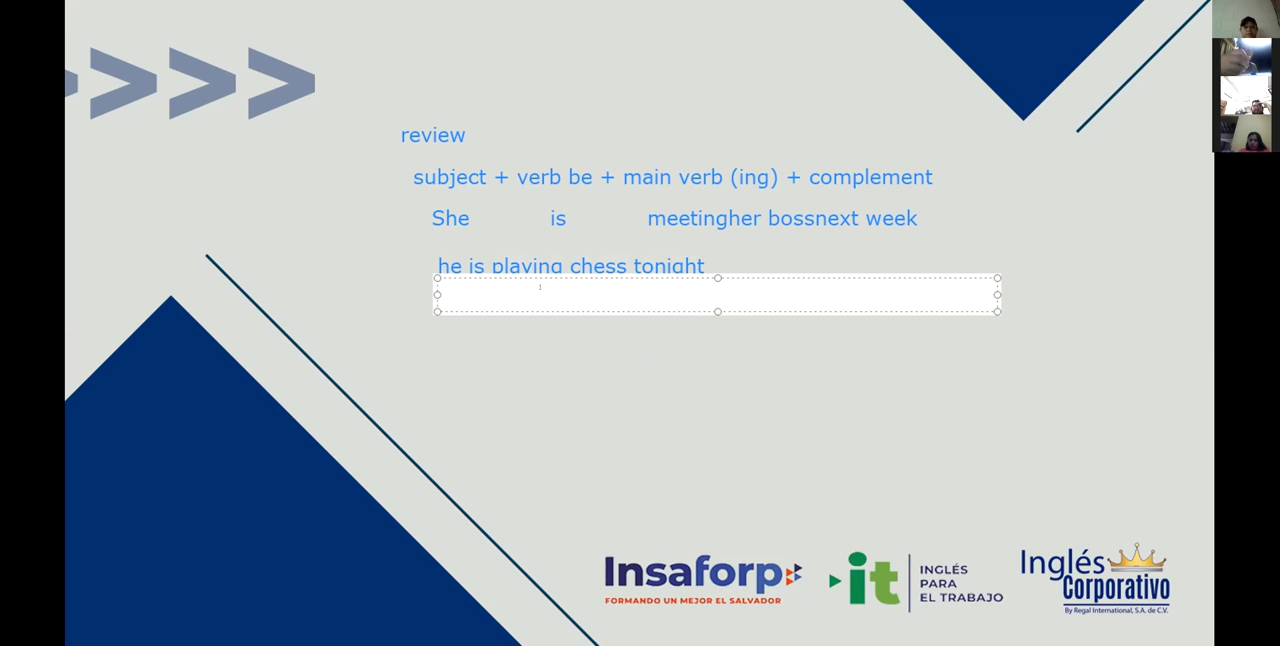 review
subject + verb be + main verb (ing) + complement
She is meetingher bossnext week
he is playing chess tonight
Insaforp
FORMANDO UN MEJOR EL SALVADOR
it
INGLÉS
PARA
EL TRABAJO
Inglés
Corporativo
By Regal International, S.A. de C.V.